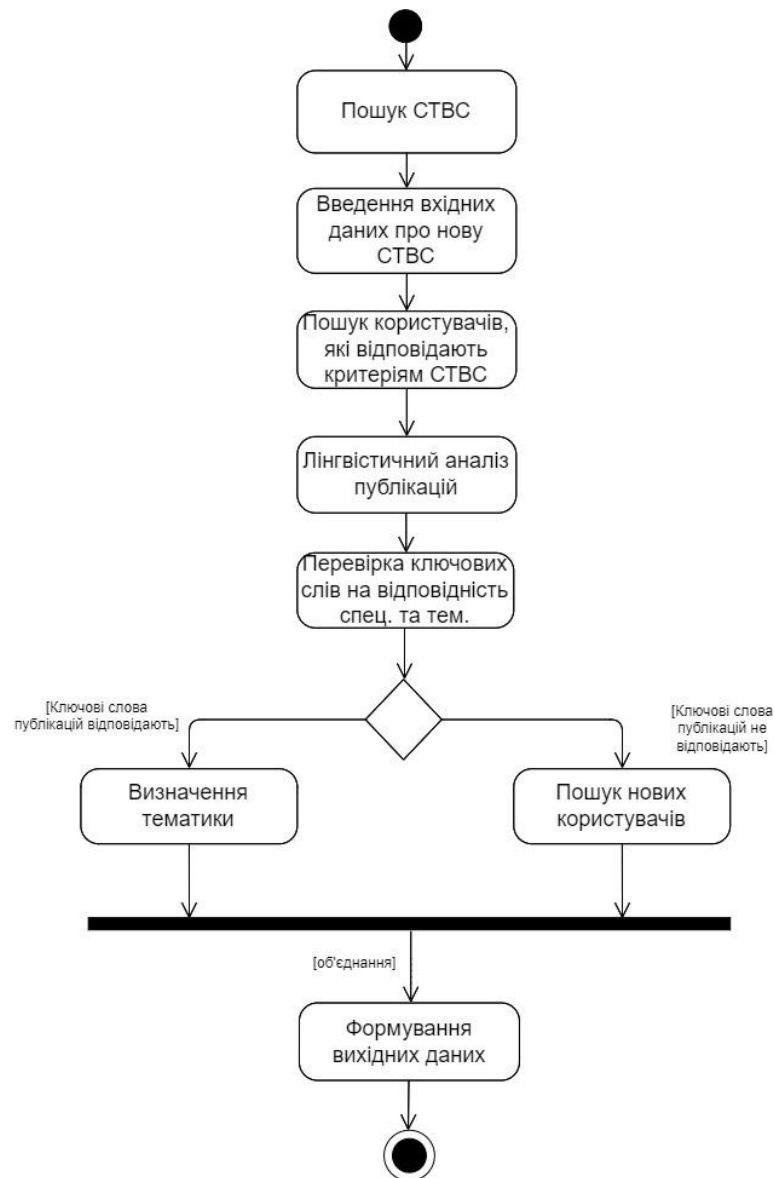 Пошук СТВС
Введення вхідних
даних про нову
СТВС
Пошук користувачів,
які відповідають
критеріям СТВС
Лінгвістичний аналіз
публікацій
Перевірка ключових
слів на відповідність
спец. та тем.
[Ключові слова
публікацій відповідають]
[Ключові слова
публікацій не
відповідають]
Визначення
тематики
Пошук нових
користувачів
[об'єднання]
Формування
вихідних даних